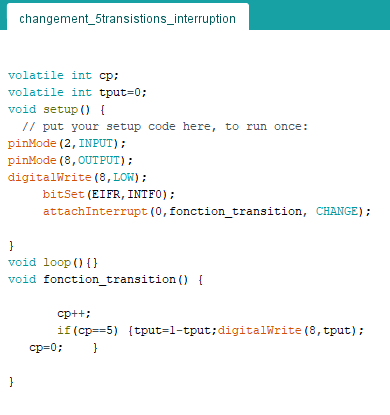 changement_5transistions_interruption
volatile int cp;
volatile int tput=0;
void setup() {
// put your setup code here, to run once:
pinMode(2,INPUT);
pinMode(8,OUTPUT);
digitalWrite(8,LOW);
bitSet(EIFR,INTF0);
attachInterrupt(0,fonction_transition, CHANGE);
}
void loop(){}
void fonction_transition() {
cp++;
if(cp==5) {tput=1-tput;digitalWrite(8,tput);
cp=0; }
}